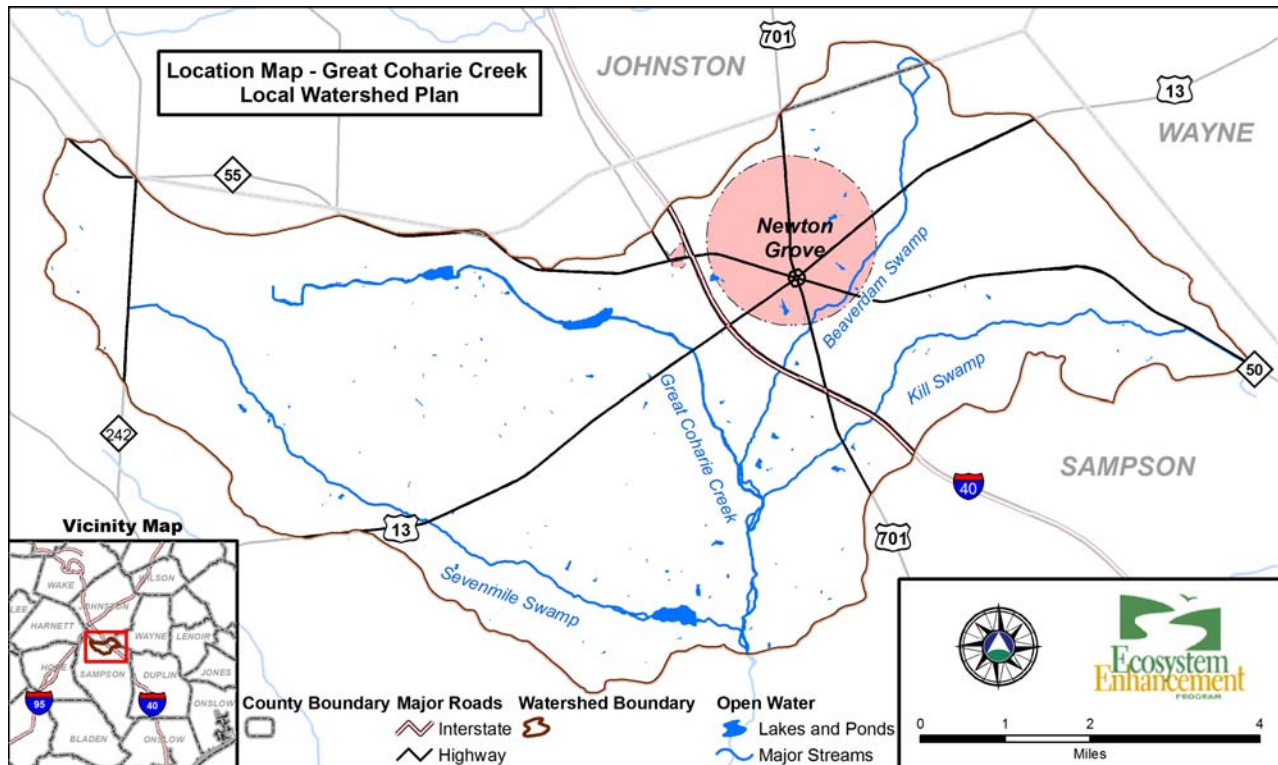 Location Map - Great Coharie Creek
Local Watershed Plan
JOHNSTON
701
13
WAYNE
55
Newton
Grove
Beaverdam Swamp
Kill Swamp
50
242
Great Coharie Creek
SAMPSON
40
13
701
Sevenmile Swamp
Vicinity Map
WAKE
WILSON
LEE
JOHNSTON
HARNETT
WAYNE
LENOIR
HOKE
SAMPSON
DUPLIN
JONES
ONSLOW
95
40
BLADEN
ONSLOW
County Boundary
Major Roads
Interstate
Highway
Watershed Boundary
Open Water
Lakes and Ponds
Major Streams
Ecosystem
Enhancement
PROGRAM
0 1 2 4
Miles